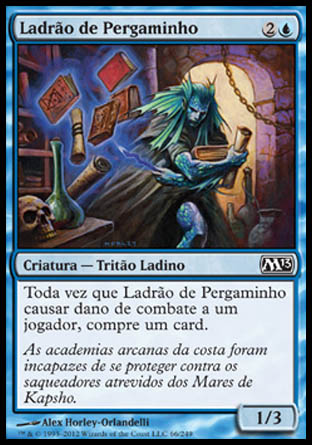 Ladrão de Pergaminho 2
HORLEY
Criatura — Tritão Ladino M13
Toda vez que Ladrão de Pergaminho
causar dano de combate a um
jogador, compre um card.
As academias arcanas da costa foram
incapazes de se proteger contra os
saqueadores atrevidos dos Mares de
Kapsho.
Alex Horley-Orlandelli
™ & © 1993–2012 Wizards of the Coast LLC 66/249
1/3